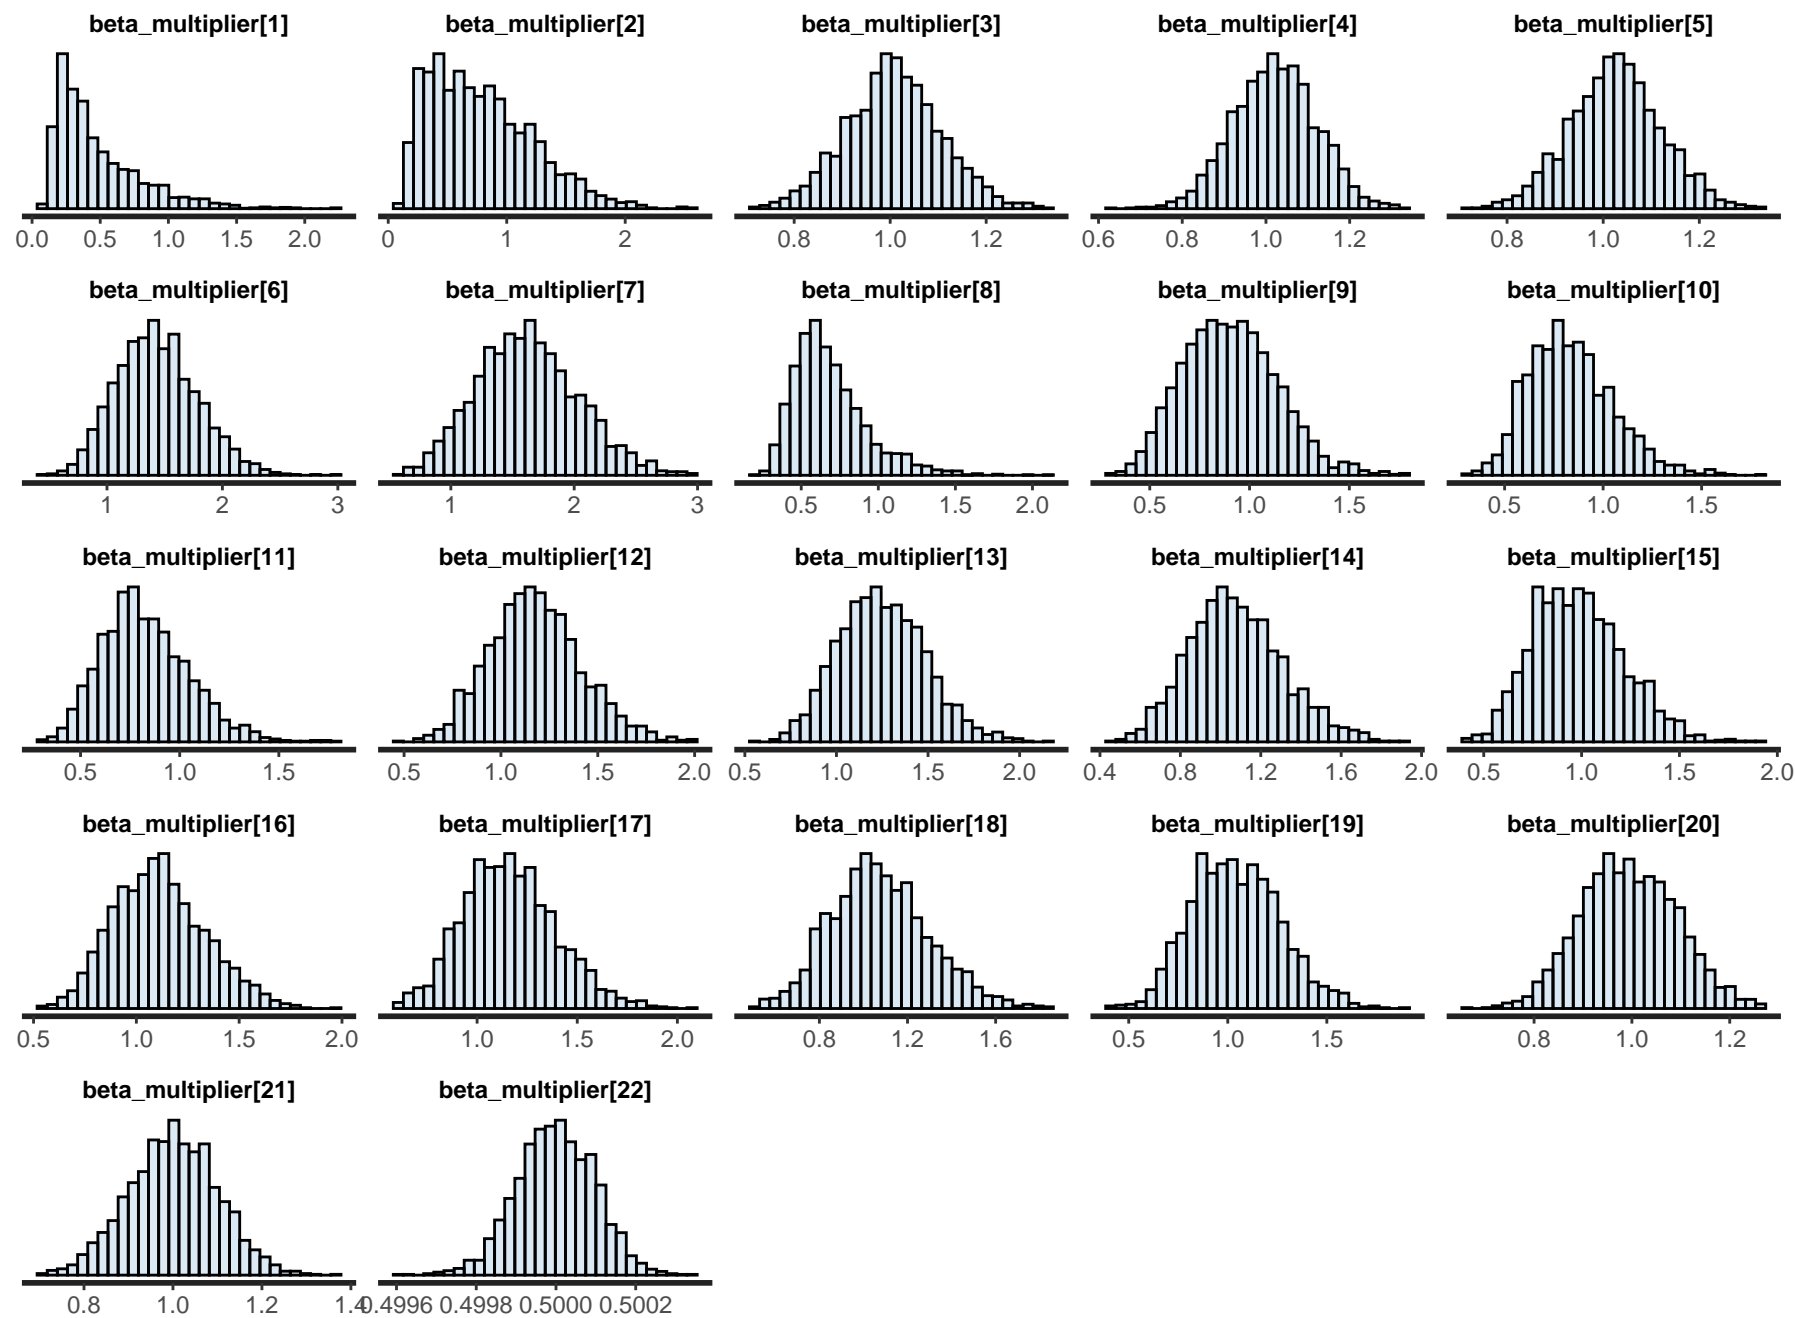 beta_multiplier[1] beta_multiplier[2] beta_multiplier[3] beta_multiplier[4] beta_multiplier[5]
0.0 0.5 1.0 1.5 2.0 0 1 2 0.8 1.0 1.2 0.6 0.8 1.0 1.2 0.8 1.0 1.2
beta_multiplier[6] beta_multiplier[7] beta_multiplier[8] beta_multiplier[9] beta_multiplier[10]
1 2 3 1 2 3 0.5 1.0 1.5 2.0 0.5 1.0 1.5 0.5 1.0 1.5
beta_multiplier[11] beta_multiplier[12] beta_multiplier[13] beta_multiplier[14] beta_multiplier[15]
0.5 1.0 1.5 0.5 1.0 1.5 2.0 0.5 1.0 1.5 2.0 0.4 0.8 1.2 1.6 2.0 0.5 1.0 1.5 2.0
beta_multiplier[16] beta_multiplier[17] beta_multiplier[18] beta_multiplier[19] beta_multiplier[20]
0.5 1.0 1.5 2.0 1.0 1.5 2.0 0.8 1.2 1.6 0.5 1.0 1.5 0.8 1.0 1.2
beta_multiplier[21] beta_multiplier[22]
0.8 1.0 1.2 1.4 0.4996 0.4998 0.5000 0.5002